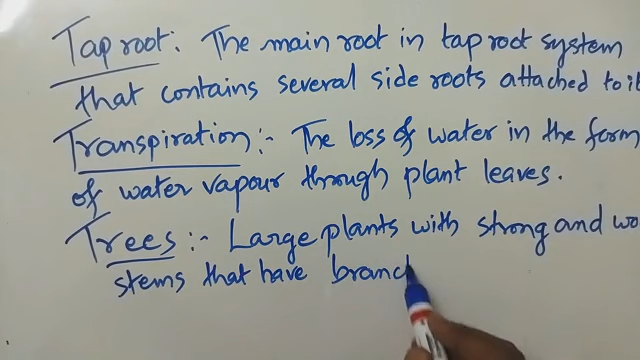 Tap root: The main root in tap root system
that contains several side roots attached to it
Transpiration:- The loss of water in the form
of water vapour through plant leaves.
Trees:- Large plants with strong and wo
stems that have branc